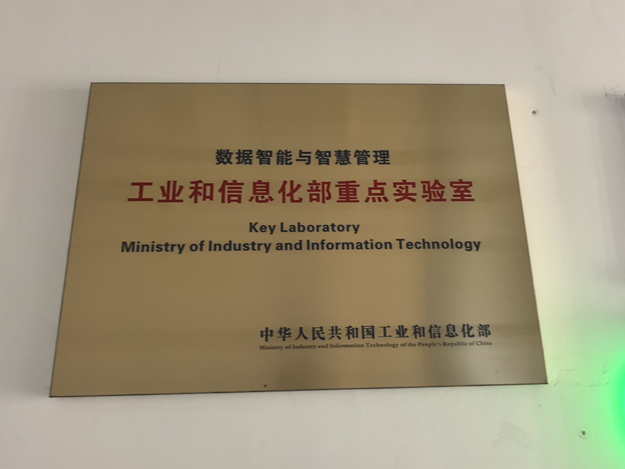 数据智能与智慧管理
工业和信息化部重点实验室
Key Laboratory
Ministry of Industry and Information Technology
中华人民共和国工业和信息化部
Ministry of Industry and Information Technology of the People's Republic of China